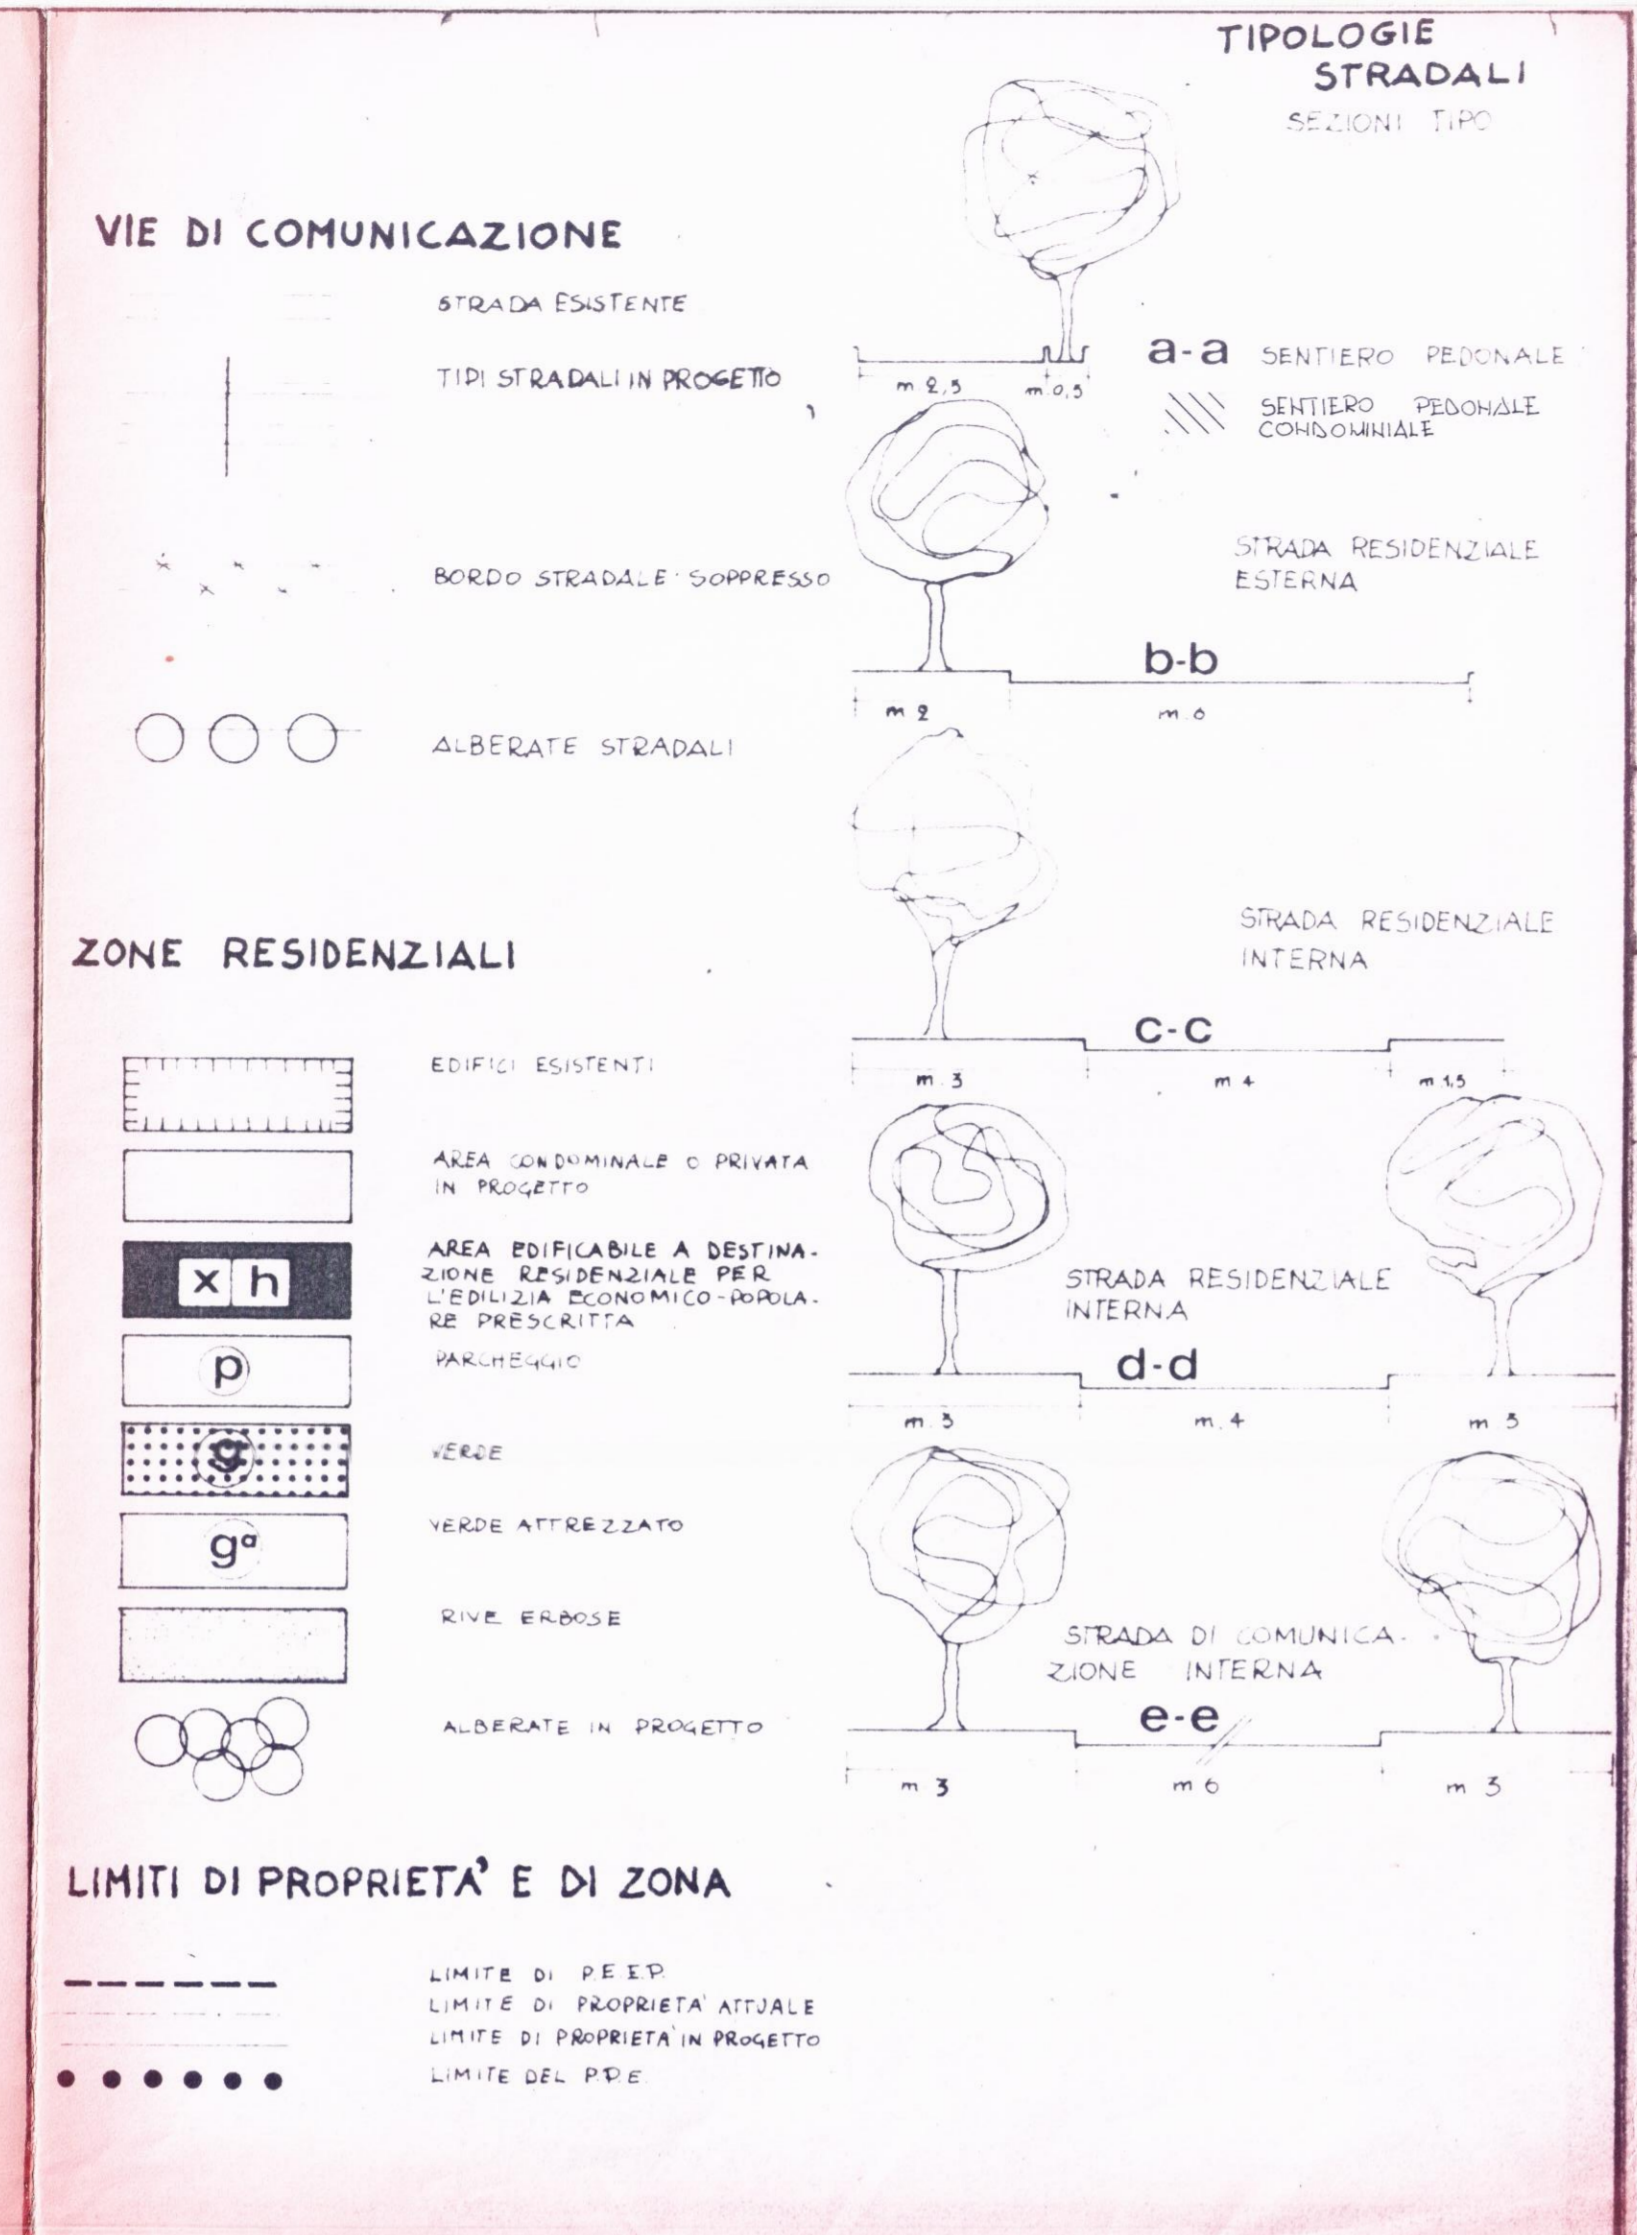 TIPOLOGIE
STRADALI
SEZIONI TIPO
VIE DI COMUNICAZIONE
STRADA ESISTENTE
TIPI STRADALI IN PROGETTO
BORDO STRADALE SOPPRESSO
ALBERATE STRADALI
ZONE RESIDENZIALI
EDIFICI ESISTENTI
AREA CONDOMINALE O PRIVATA
IN PROGETTO
x h
AREA EDIFICABILE A DESTINA-
ZIONE RESIDENZIALE PER
L'EDILIZIA ECONOMICO-POPOLA-
RE PRESCRITTA
p
PARCHEGGIO
g
VERDE
gª
VERDE ATTREZZATO
RIVE ERBOSE
ALBERATE IN PROGETTO
LIMITI DI PROPRIETA' E DI ZONA
LIMITE DI P.E.E.P.
LIMITE DI PROPRIETA' ATTUALE
LIMITE DI PROPRIETA' IN PROGETTO
LIMITE DEL P.P.E.
a-a SENTIERO PEDONALE
m 2,5 m 0,5
SENTIERO PEDONALE
CONDOMINIALE
STRADA RESIDENZIALE
ESTERNA
b-b
m 2 m 6
STRADA RESIDENZIALE
INTERNA
c-c
m. 3 m 4 m 1,5
STRADA RESIDENZIALE
INTERNA
d-d
m. 3 m. 4 m 3
STRADA DI COMUNICA-
ZIONE INTERNA
e-e
m 3 m 6 m 3